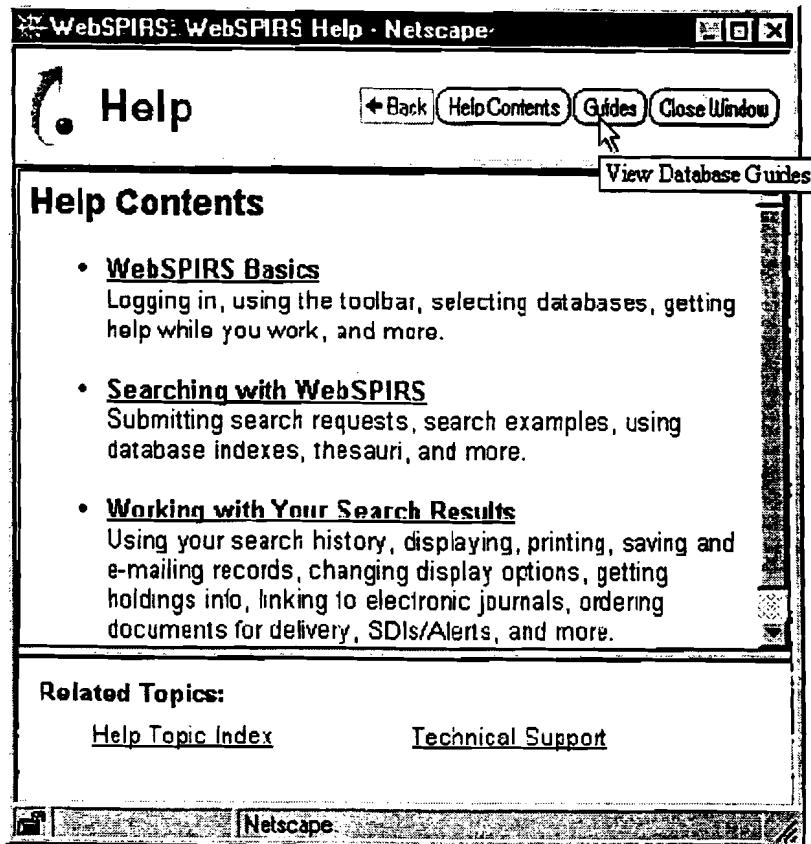 WebSPIRS: WebSPIRS Help - Netscape
Help
Back Help Contents Guides Close Window
View Database Guides
Help Contents
• WebSPIRS Basics
Logging in, using the toolbar, selecting databases, getting
help while you work, and more.
• Searching with WebSPIRS
Submitting search requests, search examples, using
database indexes, thesauri, and more.
• Working with Your Search Results
Using your search history, displaying, printing, saving and
e-mailing records, changing display options, getting
holdings info, linking to electronic journals, ordering
documents for delivery, SDIs/Alerts, and more.
Related Topics:
Help Topic Index Technical Support
Netscape